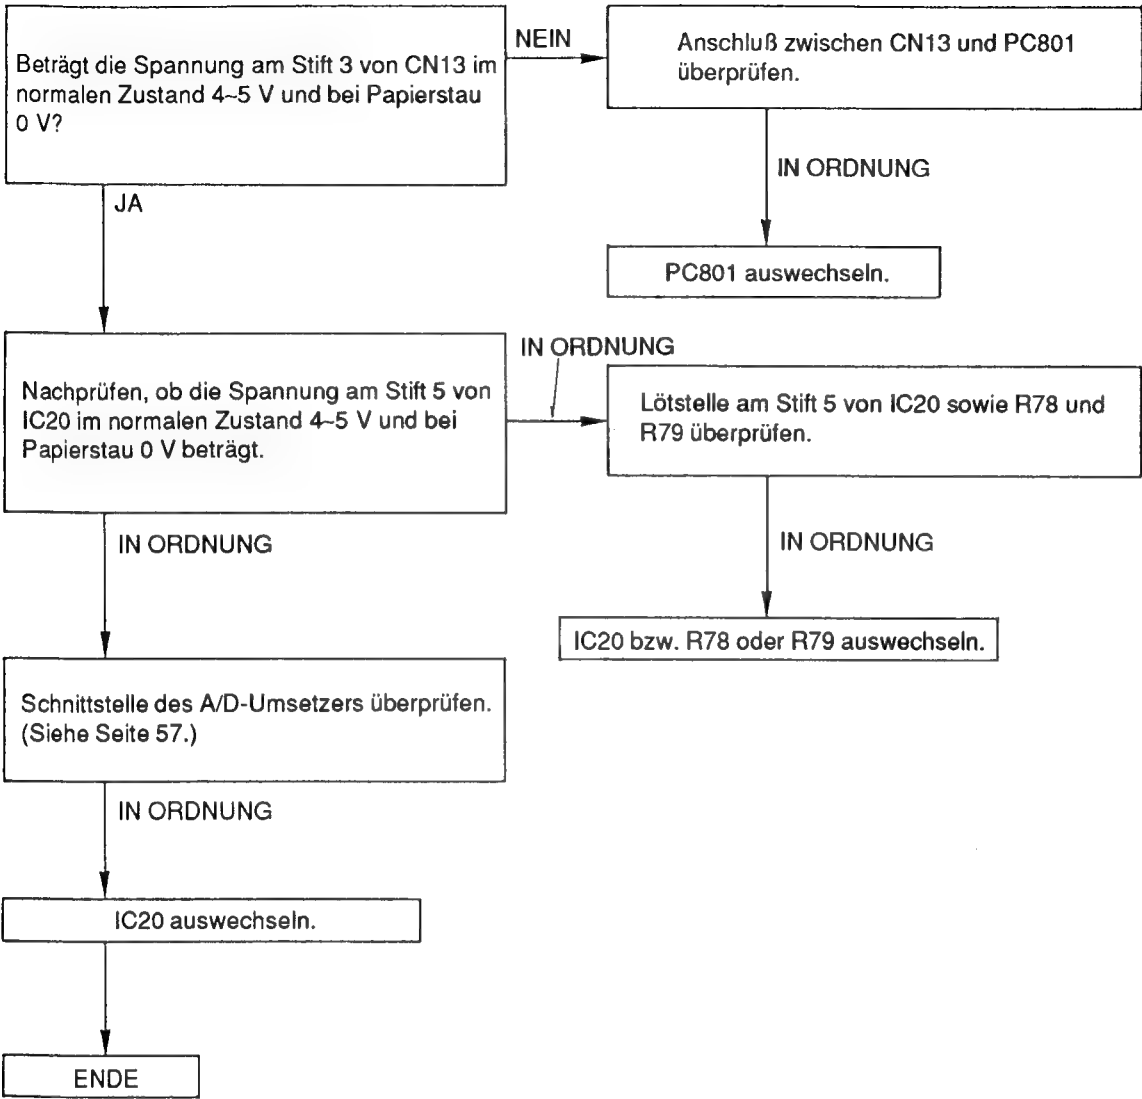 Beträgt die Spannung am Stift 3 von CN13 im
normalen Zustand 4~5 V und bei Papierstau
0 V?
NEIN
Anschluß zwischen CN13 und PC801
überprüfen.
JA
IN ORDNUNG
PC801 auswechseln.
Nachprüfen, ob die Spannung am Stift 5 von
IC20 im normalen Zustand 4~5 V und bei
Papierstau 0 V beträgt.
IN ORDNUNG
Lötstelle am Stift 5 von IC20 sowie R78 und
R79 überprüfen.
IN ORDNUNG
IN ORDNUNG
IC20 bzw. R78 oder R79 auswechseln.
Schnittstelle des A/D-Umsetzers überprüfen.
(Siehe Seite 57.)
IN ORDNUNG
IC20 auswechseln.
ENDE